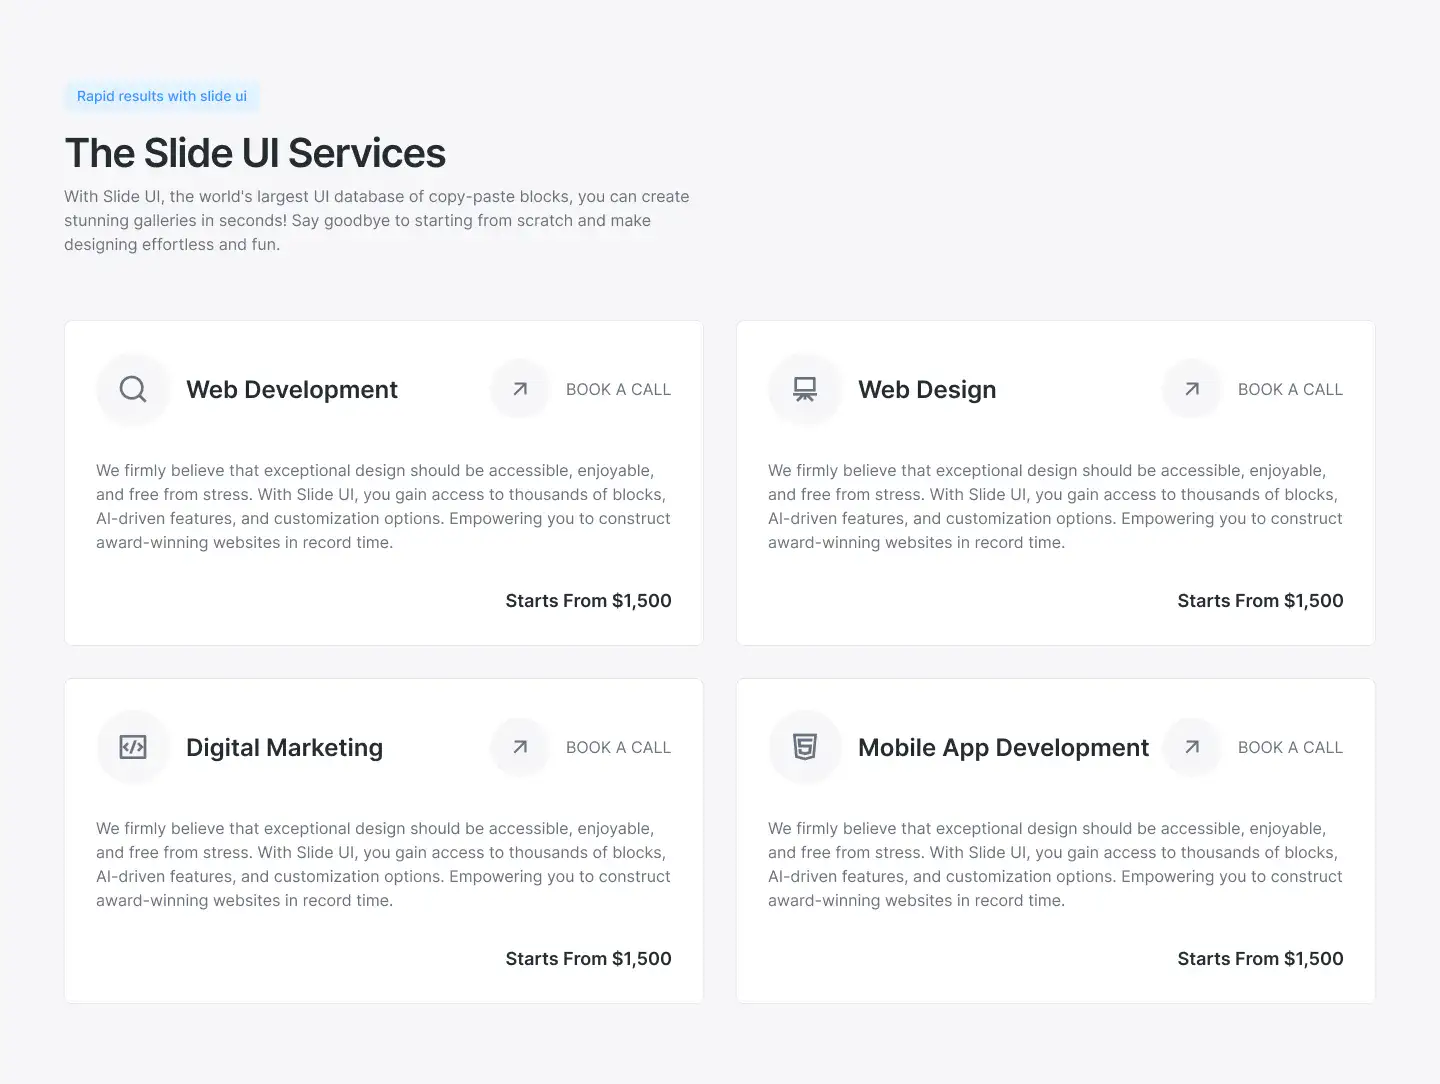 Rapid results with slide ui
The Slide UI Services
With Slide UI, the world's largest UI database of copy-paste blocks, you can create
stunning galleries in seconds! Say goodbye to starting from scratch and make
designing effortless and fun.
Web Development
BOOK A CALL
We firmly believe that exceptional design should be accessible, enjoyable,
and free from stress. With Slide UI, you gain access to thousands of blocks,
AI-driven features, and customization options. Empowering you to construct
award-winning websites in record time.
Starts From $1,500
Web Design
BOOK A CALL
We firmly believe that exceptional design should be accessible, enjoyable,
and free from stress. With Slide UI, you gain access to thousands of blocks,
AI-driven features, and customization options. Empowering you to construct
award-winning websites in record time.
Starts From $1,500
Digital Marketing
BOOK A CALL
We firmly believe that exceptional design should be accessible, enjoyable,
and free from stress. With Slide UI, you gain access to thousands of blocks,
AI-driven features, and customization options. Empowering you to construct
award-winning websites in record time.
Starts From $1,500
Mobile App Development
BOOK A CALL
We firmly believe that exceptional design should be accessible, enjoyable,
and free from stress. With Slide UI, you gain access to thousands of blocks,
AI-driven features, and customization options. Empowering you to construct
award-winning websites in record time.
Starts From $1,500